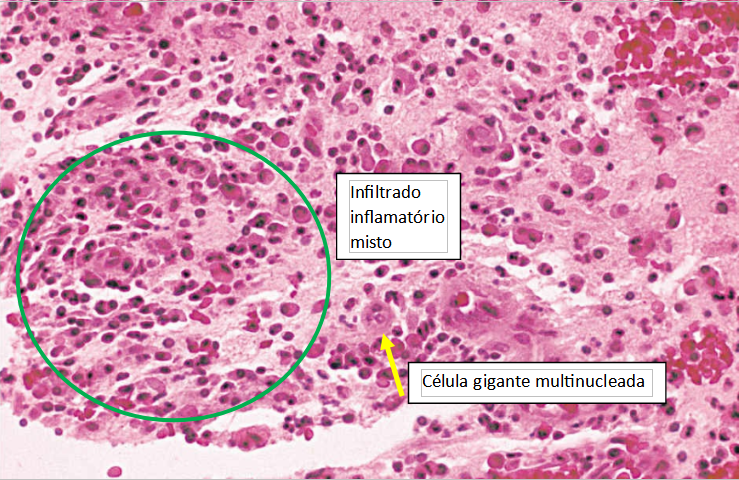 Infiltrado
inflamatório
misto
Célula gigante multinucleada